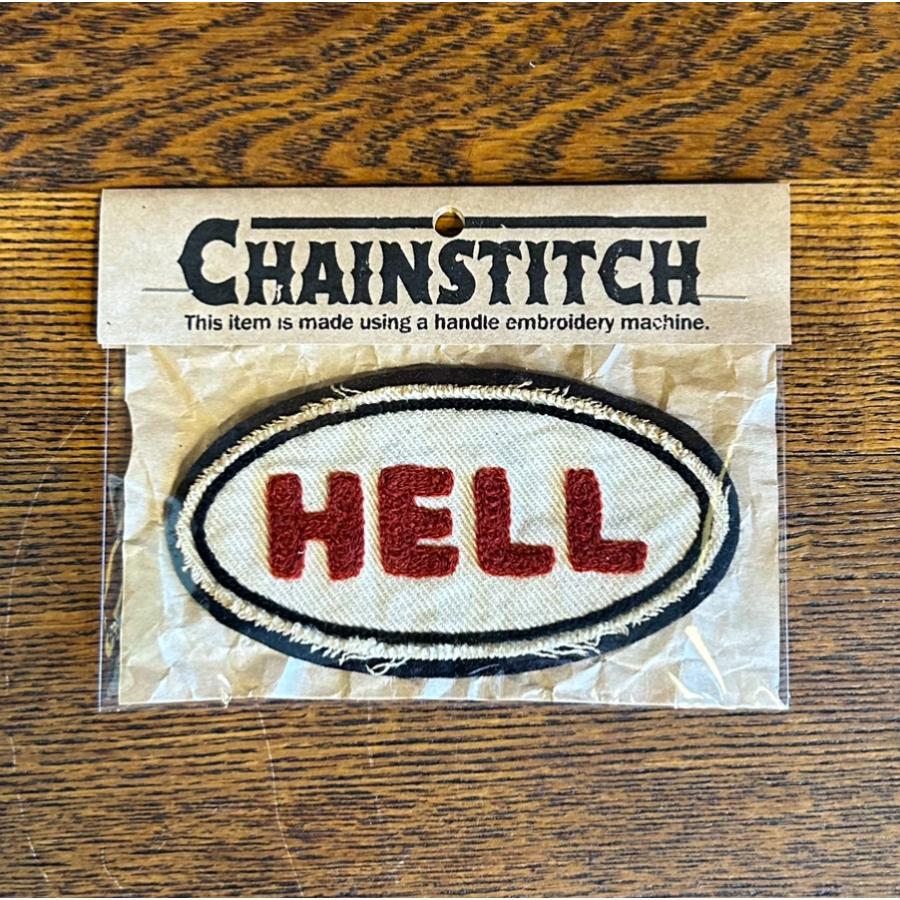 CHAINSTITCH
This item is made using a handle embroidery machine.
HELL